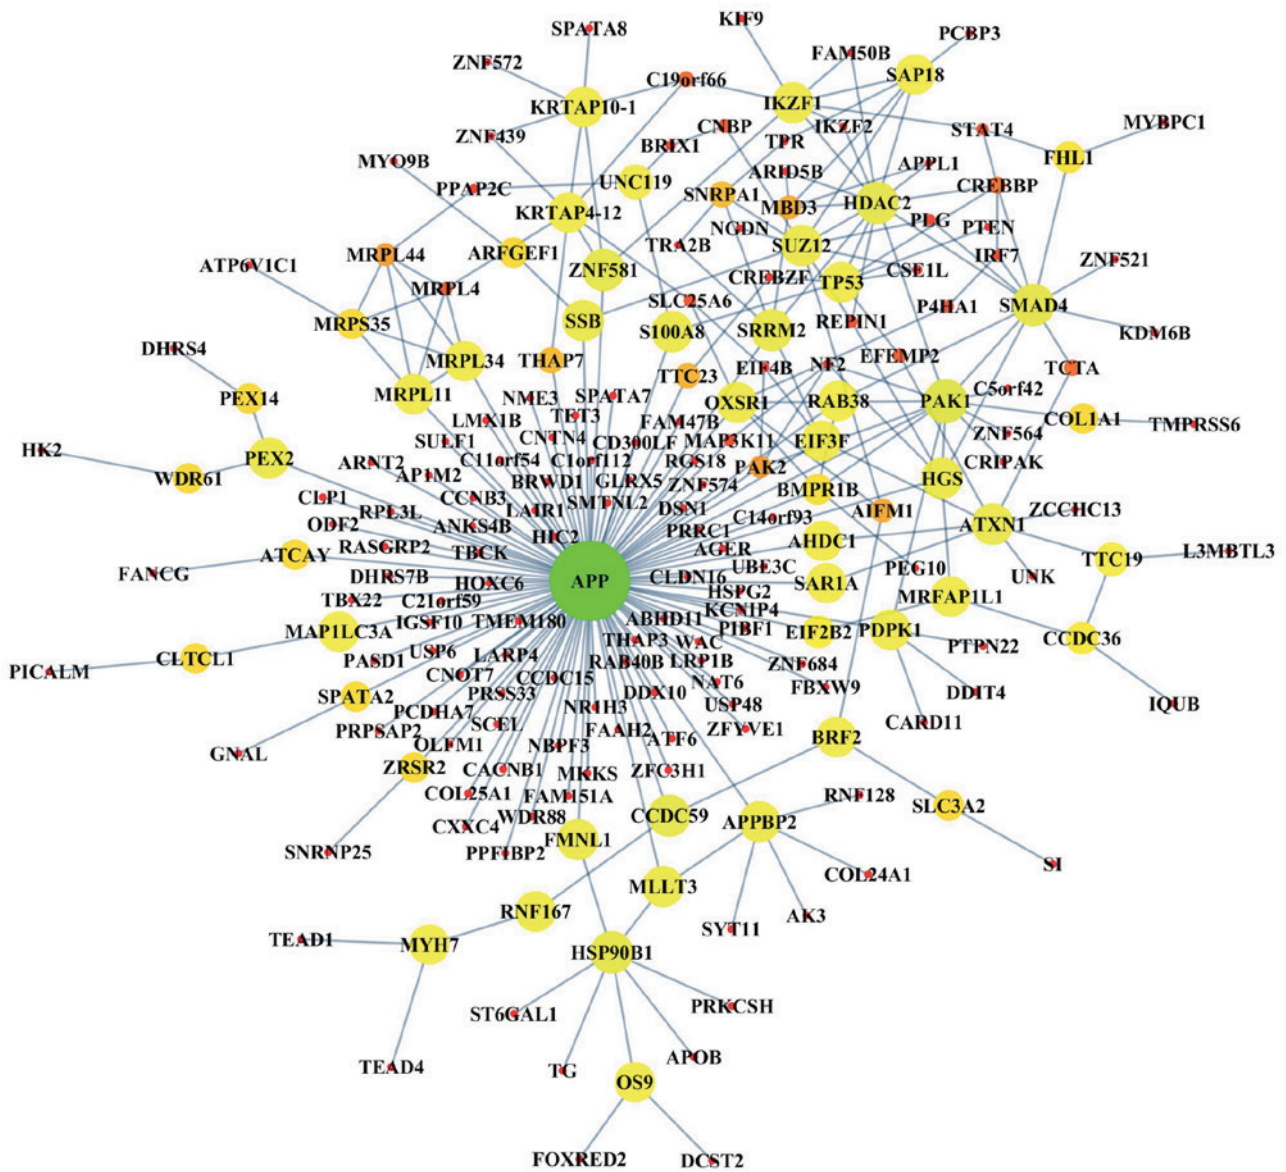 KIF9
SPATA8
PCBP3
FAM50B
ZNF572
C19orf66
SAP18
KRTAP10-1
IKZF1
CNBP
IKZF2
STAT4
MYBPC1
ZNF439
BRIX1
TPR
FHL1
MYO9B
ARID5B
APPL1
PPAP2C
UNC119
SNRPA1
CREBBP
MBD3
HDAC2
KRTAP4-12
NCDN
PLG
PTEN
TRA2B
SUZ12
MRPL44
ARFGEF1
IRF7
ATP6V1C1
ZNF581
CREBZF
TP53
CSE1L
ZNF521
MRPL4
SLC25A6
P4HA1
SMAD4
MRPS35
SSB
S100A8
SRRM2
REPIN1
KDM6B
DHRS4
MRPL34
THAP7
EIF4B
NF2
EFEMP2
TCTA
TTC23
MRPL11
NME3
SPATA7
C5orf42
PEX14
OXSR1
RAB38
PAK1
LMX1B
TET3
FAM47B
COL1A1
TMPRSS6
SULF1
CNTN4
CD300LF
MAP3K11
EIF3F
ZNF564
HK2
PEX2
ARNT2
C11orf54
C1orf112
RGS18
PAK2
CRIPAK
WDR61
AP1M2
BRWD1
GLRX5
ZNF574
BMPR1B
HGS
CLP1
CCNB3
SMTNL2
RPL3L
LAIR1
DSN1
C14orf93
AIFM1
ZCCHC13
ODF2
ANKS4B
HIC2
PRRC1
ATXN1
RASGRP2
TBCK
AGER
AHDC1
L3MBTL3
ATCAY
UBE3C
TTC19
FANCG
DHRS7B
HOXC6
APP
CLDN16
SAR1A
PEG10
UNK
HSPG2
TBX22
C21orf59
KCNIP4
MRFAP1L1
IGSF10
TMEM180
ABHD11
PIBF1
EIF2B2
PDPK1
MAP1LC3A
THAP3
WAC
CCDC36
PICALM
CLTCL1
PASD1
USP6
LARP4
RAB40B
LRP1B
ZNF684
PTPN22
CNOT7
CCDC15
NAT6
FBXW9
SPATA2
PRSS33
DDX10
USP48
DDIT4
IQUB
PCDHA7
NR1H3
PRPSAP2
SCEL
FAAH2
ZFYVE1
CARD11
GNAL
OLFM1
NBPF3
ATF6
BRF2
ZRSR2
CACNB1
MKKS
ZFC3H1
COL25A1
FAM151A
RNF128
SLC3A2
CXXC4
WDR88
CCDC59
APPBP2
SNRNP25
PPFIBP2
FMNL1
SI
COL24A1
MLLT3
RNF167
AK3
TEAD1
MYH7
SYT11
HSP90B1
ST6GAL1
PRKCSH
TEAD4
TG
APOB
OS9
FOXRED2
DCST2